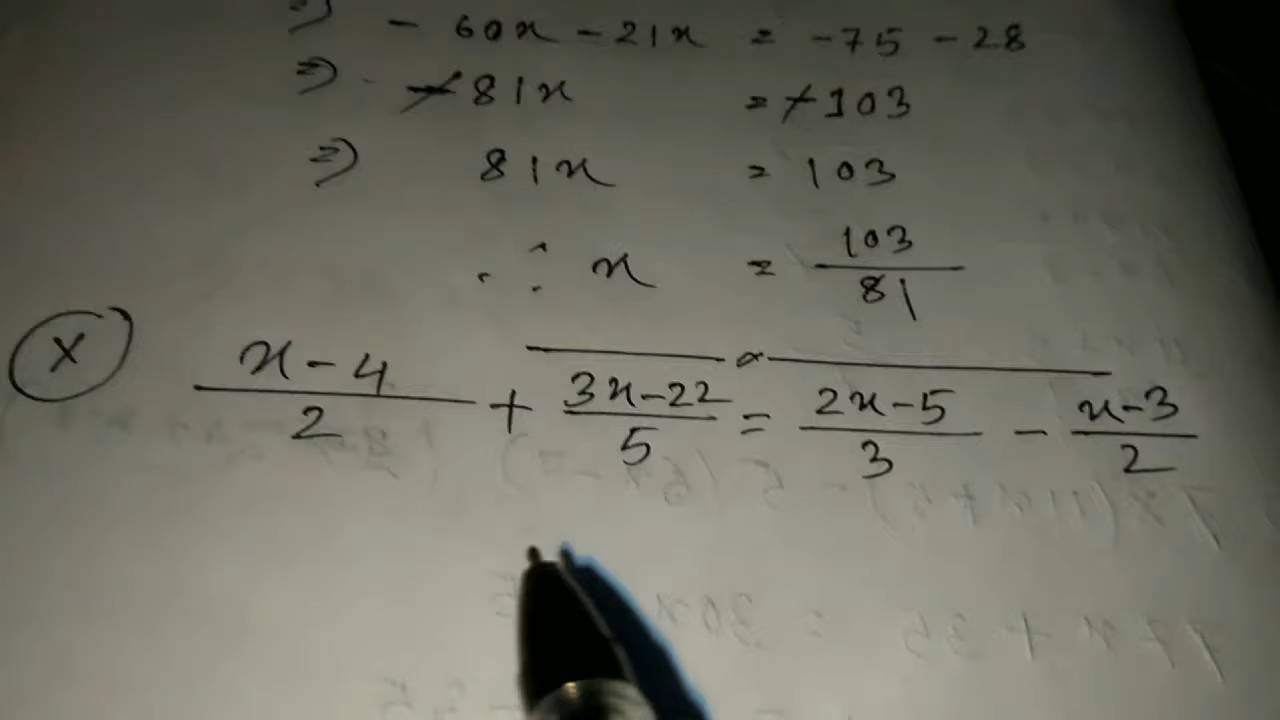 ⇒) - 60x - 21x = -75 - 28
⇒) -81x = -103
⇒) 81x = 103
∴ x = 103/81
(x) (x-4)/2 + (3x-22)/5 = (2x-5)/3 - (x-3)/2